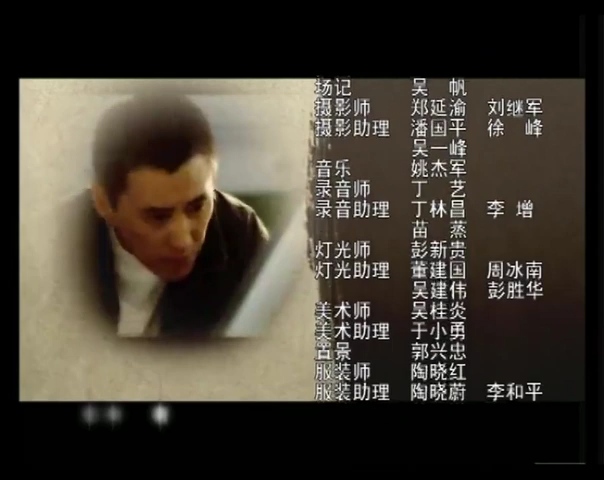 场记 吴 帆
摄影师 郑延渝 刘继军
摄影助理 潘国平 徐 峰
吴一峰
音乐 姚杰军
录音师 丁 艺
录音助理 丁林昌 李 增
苗 蒸
灯光师 彭新贵
灯光助理 董建国 周冰南
吴建伟 彭胜华
美术师 吴桂炎
美术助理 于小勇
置景 郭兴忠
服装师 陶晓红
服装助理 陶晓蔚 李和平